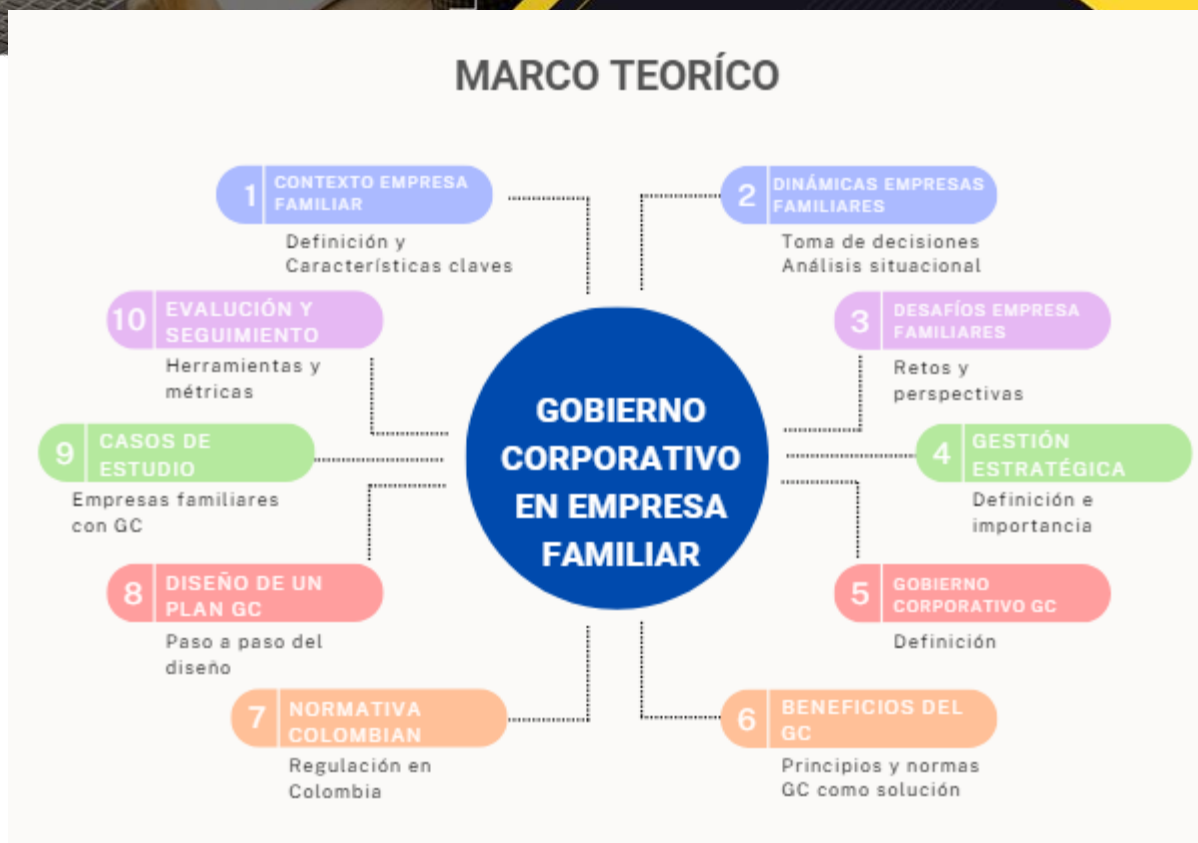 MARCO TEORÍCO
1
CONTEXTO EMPRESA
FAMILIAR
Definición y
Características claves
2
DINÁMICAS EMPRESAS
FAMILIARES
Toma de decisiones
Análisis situacional
3
DESAFÍOS EMPRESA
FAMILIARES
Retos y
perspectivas
4
GESTIÓN
ESTRATÉGICA
Definición e
importancia
5
GOBIERNO
CORPORATIVO GC
Definición
6
BENEFICIOS DEL
GC
Principios y normas
GC como solución
7
NORMATIVA
COLOMBIAN
Regulación en
Colombia
8
DISEÑO DE UN
PLAN GC
Paso a paso del
diseño
9
CASOS DE
ESTUDIO
Empresas familiares
con GC
10
EVALUCIÓN Y
SEGUIMIENTO
Herramientas y
métricas
GOBIERNO
CORPORATIVO
EN EMPRESA
FAMILIAR